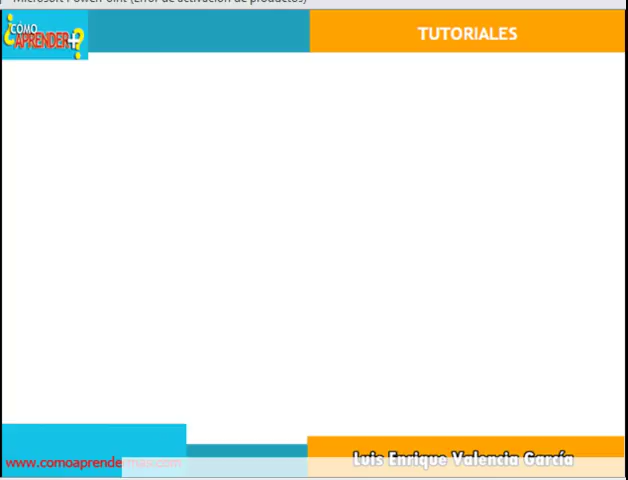 Microsoft PowerPoint (Error de activación de productos)
¿CÓMO
APRENDER+?
TUTORIALES
www.comoaprendermas.com
Luis Enrique Valencia García